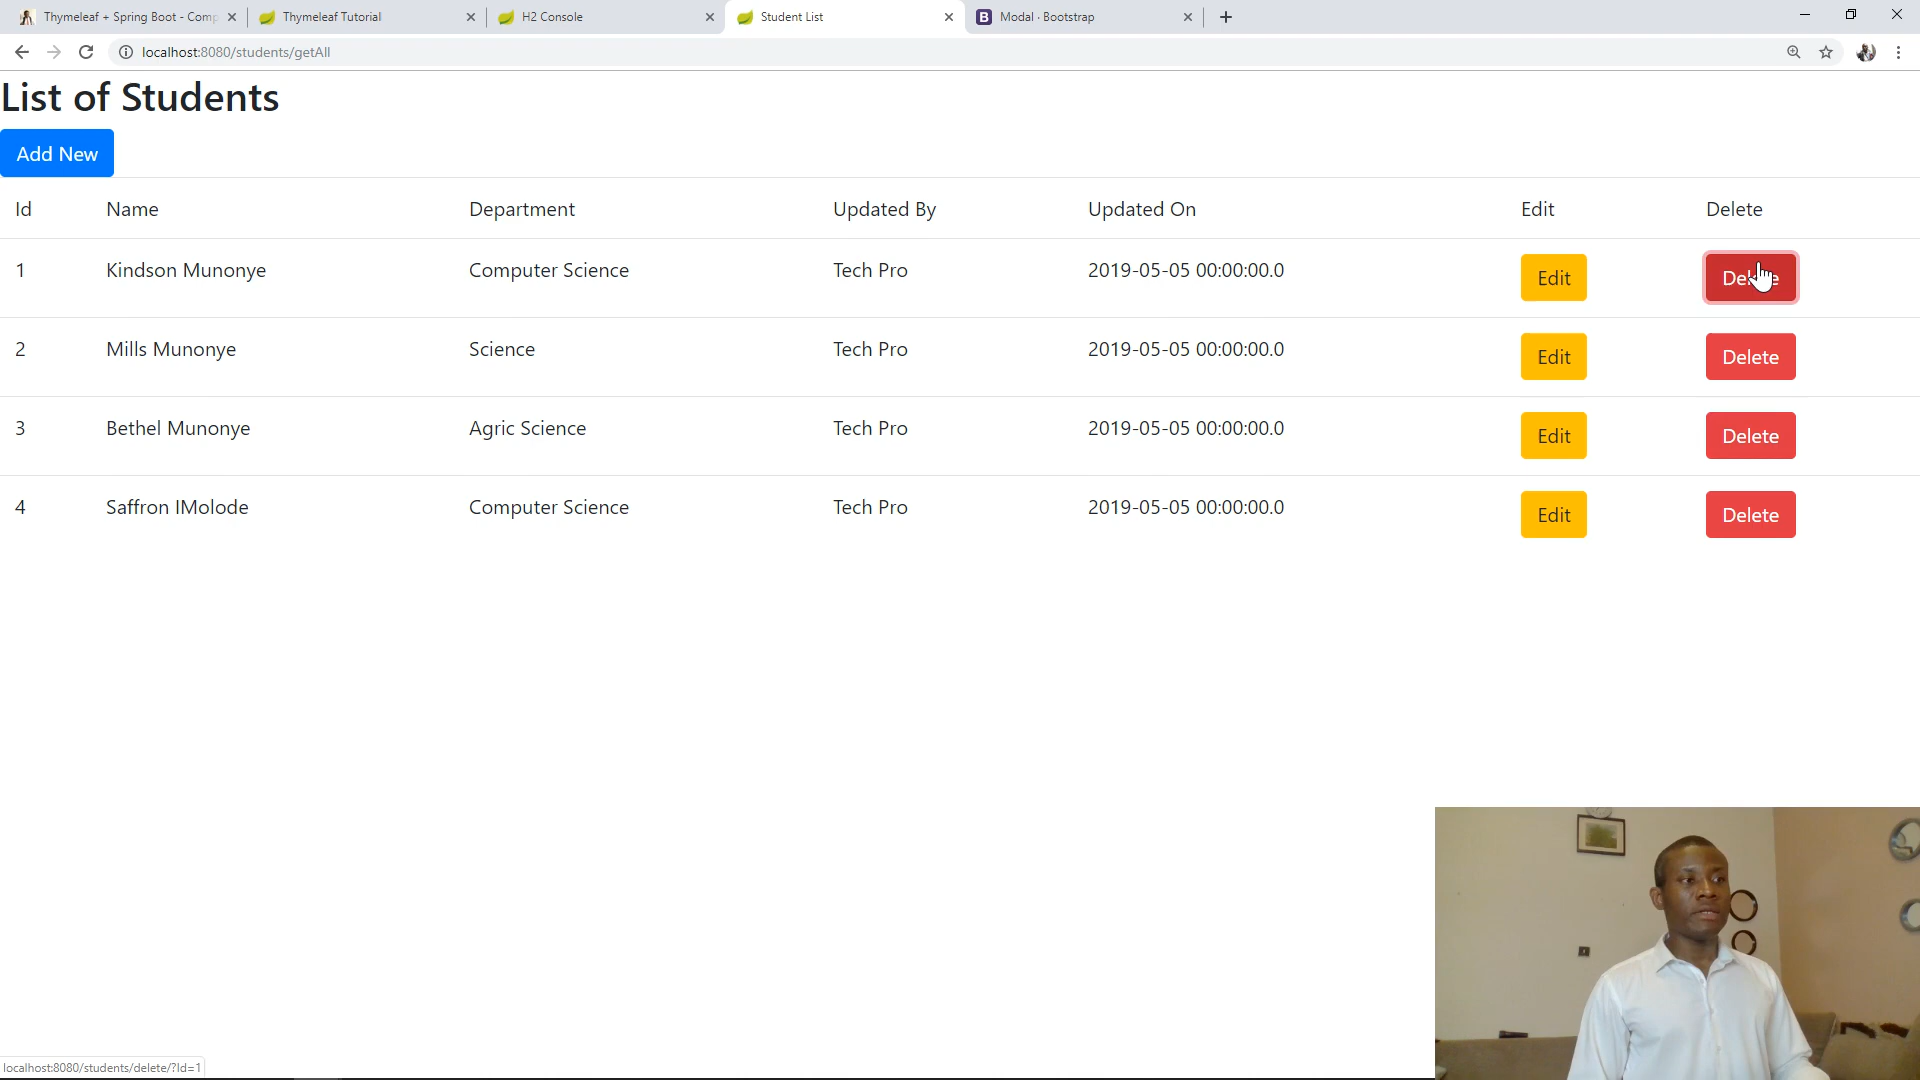 Thymeleaf + Spring Boot - Comp
Thymeleaf Tutorial
H2 Console
Student List
B Modal · Bootstrap
localhost:8080/students/getAll
List of Students
Add New
Id Name Department Updated By Updated On Edit Delete
1 Kindson Munonye Computer Science Tech Pro 2019-05-05 00:00:00.0 Edit
2 Mills Munonye Science Tech Pro 2019-05-05 00:00:00.0 Edit Delete
3 Bethel Munonye Agric Science Tech Pro 2019-05-05 00:00:00.0 Edit Delete
4 Saffron IMolode Computer Science Tech Pro 2019-05-05 00:00:00.0 Edit Delete
localhost:8080/students/delete/?Id=1